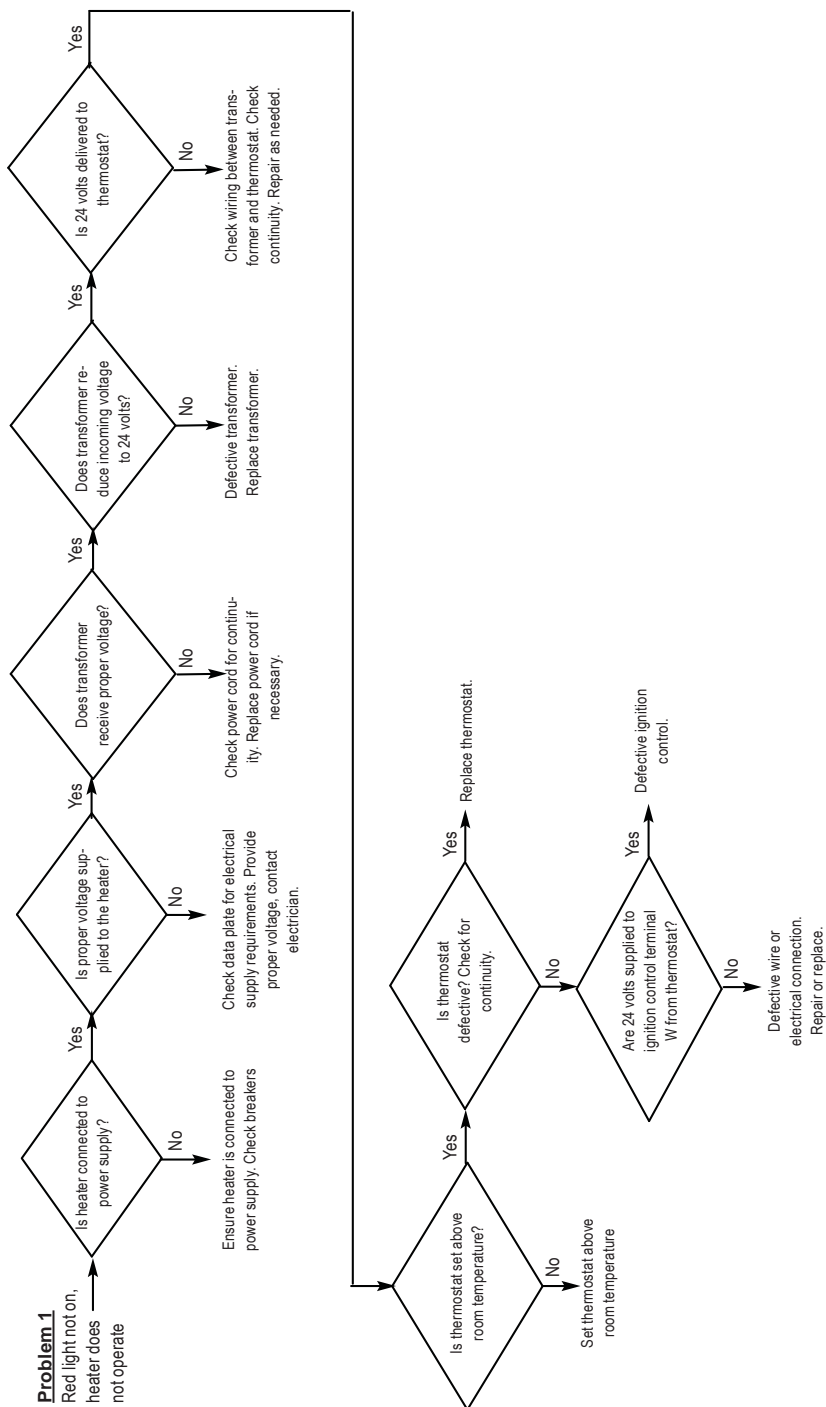 Problem 1
Red light not on,
heater does
not operate
Is heater connected to
power supply?
Yes
No
Ensure heater is connected to
power supply. Check breakers
Is proper voltage sup-
plied to the heater?
Yes
No
Check data plate for electrical
supply requirements. Provide
proper voltage, contact
electrician.
Does transformer
receive proper voltage?
Yes
No
Check power cord for continu-
ity. Replace power cord if
necessary.
Does transformer re-
duce incoming voltage
to 24 volts?
Yes
No
Defective transformer.
Replace transformer.
Is 24 volts delivered to
thermostat?
Yes
No
Check wiring between trans-
former and thermostat. Check
continuity. Repair as needed.
Is thermostat set above
room temperature?
Yes
No
Set thermostat above
room temperature
Is thermostat
defective? Check for
continuity.
Yes
Replace thermostat.
No
Are 24 volts supplied to
ignition control terminal
W from thermostat?
Yes
Defective ignition
control.
No
Defective wire or
electrical connection.
Repair or replace.